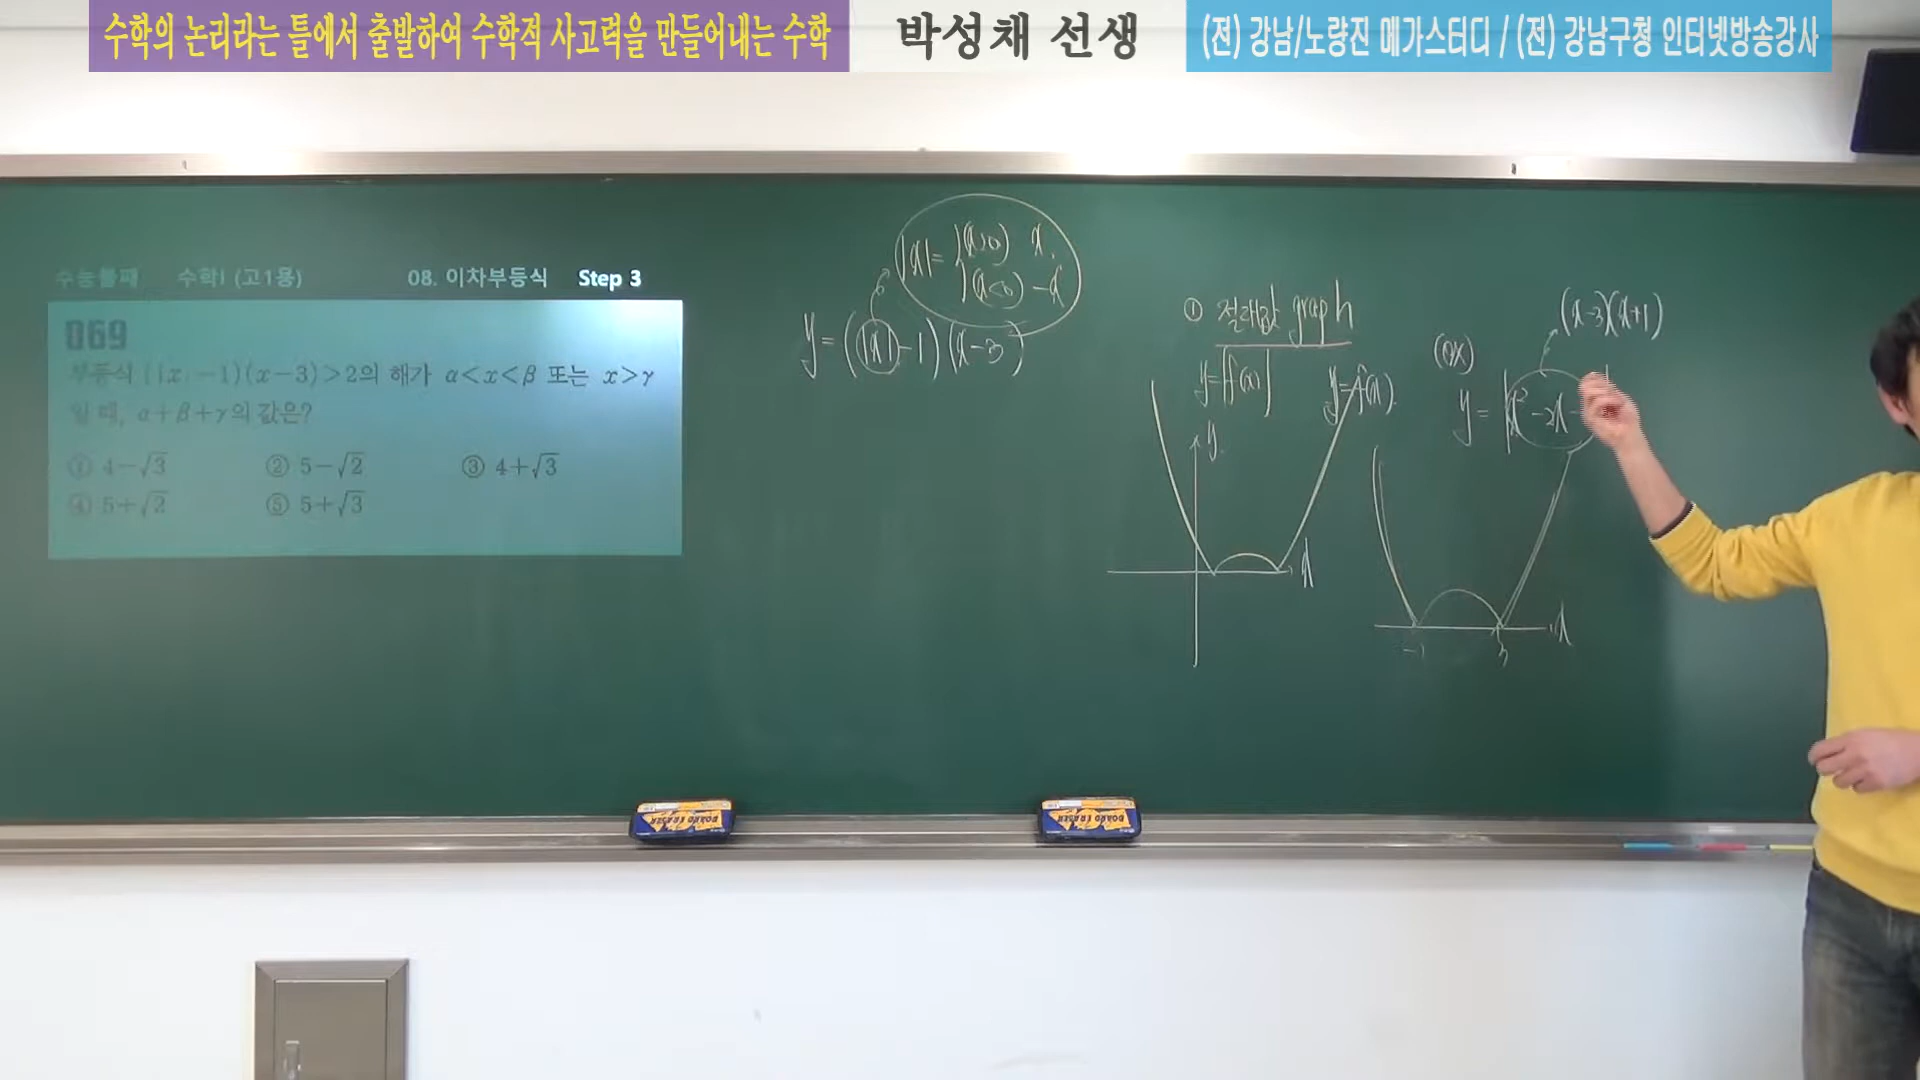 수학의 논리라는 틀에서 출발하여 수학적 사고력을 만들어내는 수학
박성채 선생
(전) 강남/노량진 메가스터디 / (전) 강남구청 인터넷방송강사
수능볼패 수학I (고1용) 08. 이차부등식 Step 3
069
부등식 (|x|-1)(x-3)>2의 해가 α<x<β 또는 x>γ
일 때, α+β+γ의 값은?
① 4-√3 ② 5-√2 ③ 4+√3
④ 5+√2 ⑤ 5+√3
|x|= (x>0) x
(x<0) -x
y=(|x|-1)(x-3)
① 절대값 graph
y=|f(x)| y=f(x)
y
x
(ex)
(x-3)(x+1)
y=|x²-2x-
x
-1 3
BOARD ERASER
BOARD ERASER